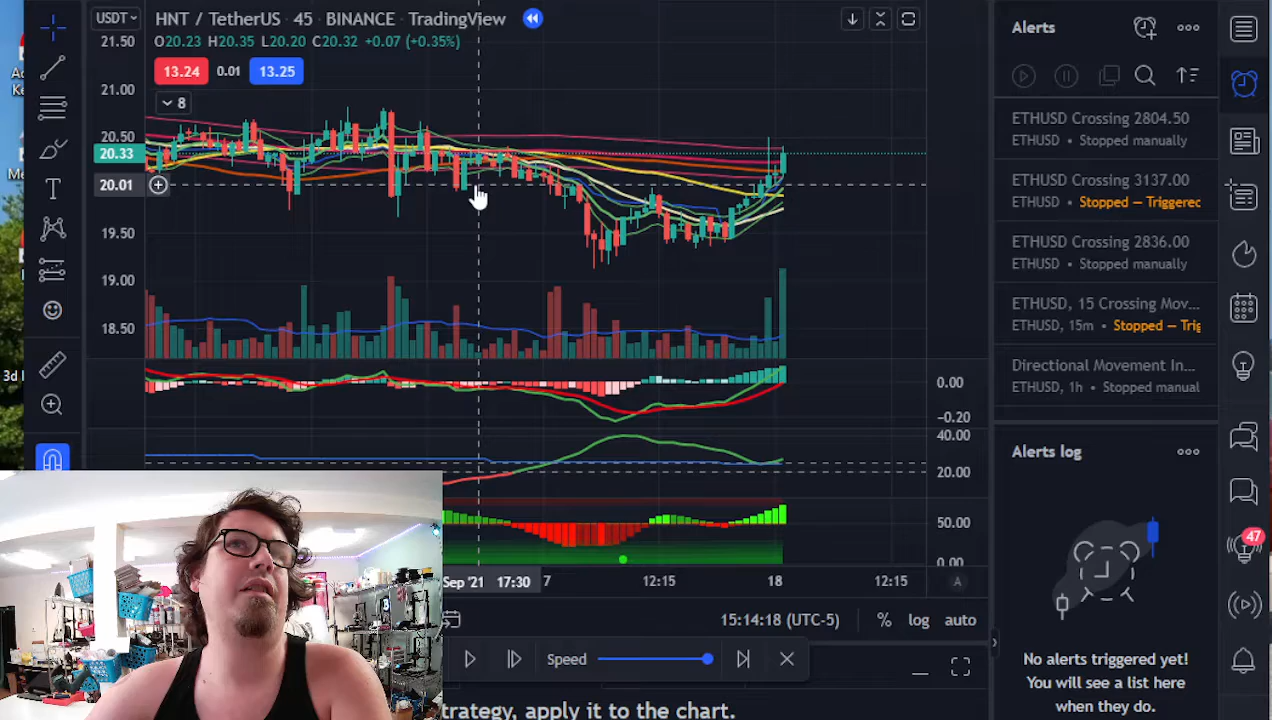 USDT
HNT / TetherUS · 45 · BINANCE · TradingView
O20.23 H20.35 L20.20 C20.32 +0.07 (+0.35%)
13.24 0.01 13.25
8
21.50
21.00
20.50
20.33
20.01
19.50
19.00
18.50
0.00
−0.20
40.00
20.00
50.00
0.00
Sep '21 17:30 7 12:15 18 12:15 A
15:14:18 (UTC-5) % log auto
Speed
trategy, apply it to the chart.
3d
Alerts
ETHUSD Crossing 2804.50
ETHUSD • Stopped manually
ETHUSD Crossing 3137.00
ETHUSD • Stopped — Triggered
ETHUSD Crossing 2836.00
ETHUSD • Stopped manually
ETHUSD, 15 Crossing Mov...
ETHUSD, 15m • Stopped — Trig
Directional Movement In...
ETHUSD, 1h • Stopped manual
Alerts log
No alerts triggered yet!
You will see a list here
when they do.
47